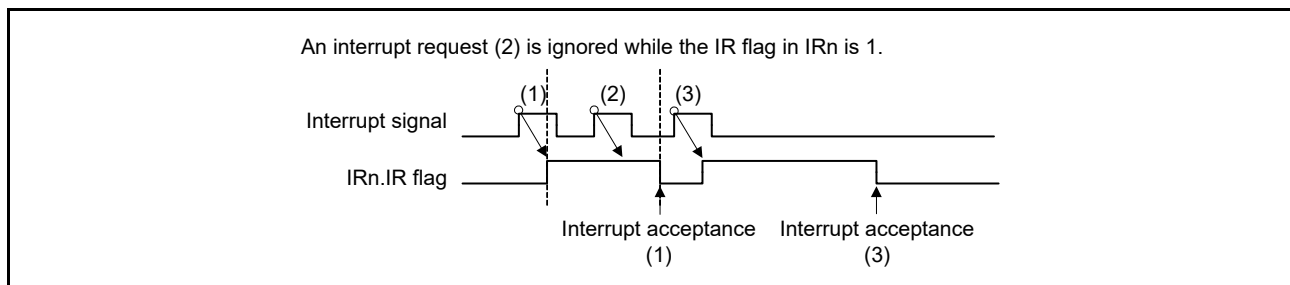 An interrupt request (2) is ignored while the IR flag in IRn is 1.
(1) (2) (3)
Interrupt signal
IRn.IR flag
Interrupt acceptance Interrupt acceptance
(1) (3)